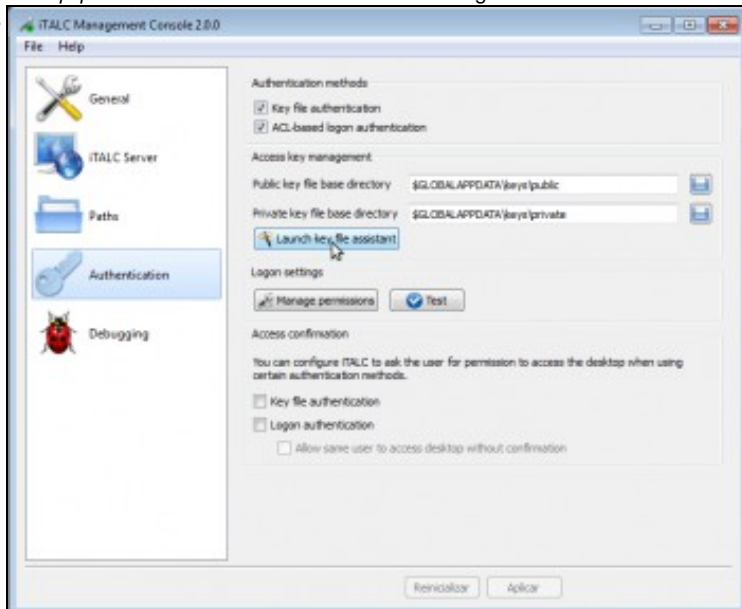 iTALC Management Console 2.0.0
File Help
General
iTALC Server
Paths
Authentication
Debugging
Authentication methods
Key file authentication
ACL-based logon authentication
Access key management
Public key file base directory $GLOBALAPPDATA\keys\public
Private key file base directory $GLOBALAPPDATA\keys\private
Launch key file assistant
Logon settings
Manage permissions Test
Access confirmation
You can configure iTALC to ask the user for permission to access the desktop when using
certain authentication methods.
Key file authentication
Logon authentication
Allow same user to access desktop without confirmation
Reinicializar Aplicar